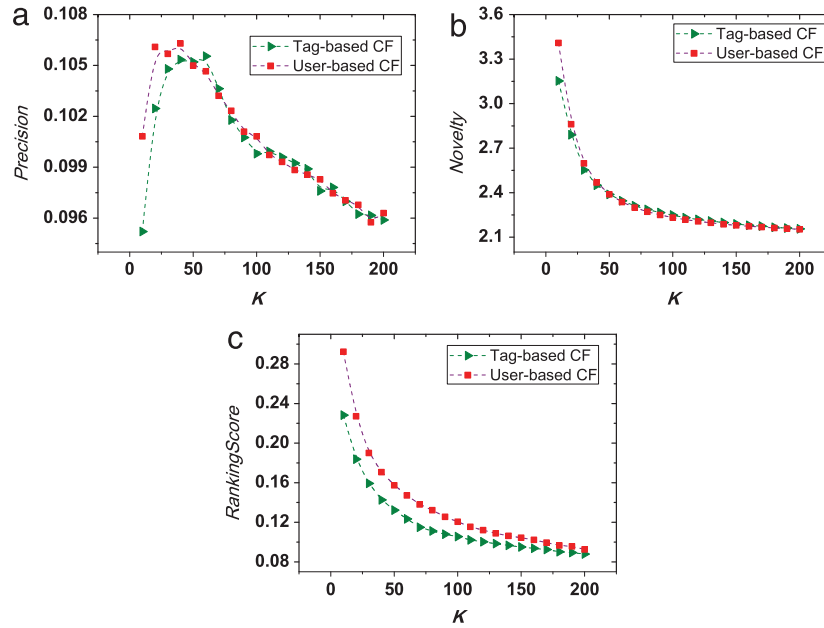 a
0.108
0.105
0.102
0.099
0.096
Precision
Tag-based CF
User-based CF
0
50
100
150
200
K
b
3.6
3.3
3.0
2.7
2.4
2.1
Novelty
Tag-based CF
User-based CF
0
50
100
150
200
K
c
0.28
0.24
0.20
0.16
0.12
0.08
RankingScore
Tag-based CF
User-based CF
0
50
100
150
200
K